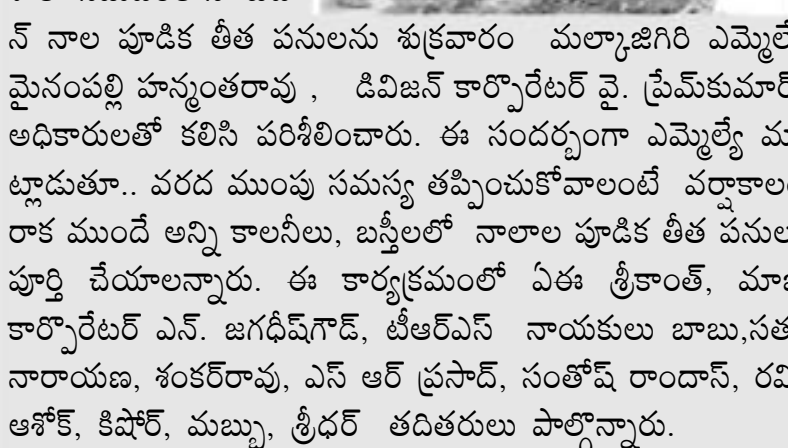 న్ నాల పూడిక తీత పనులను శుక్రవారం మల్కాజిగిరి ఎమ్మెల్యే
మైనంపల్లి హన్మంతరావు , డివిజన్ కార్పొరేటర్ వై. ప్రేమ్‌కుమార్
అధికారులతో కలిసి పరిశీలించారు. ఈ సందర్భంగా ఎమ్మెల్యే మా
ట్లాడుతూ.. వరద ముంపు సమస్య తప్పించుకోవాలంటే వర్షాకాలం
రాక ముందే అన్ని కాలనీలు, బస్తీలలో నాలాల పూడిక తీత పనుల
పూర్తి చేయాలన్నారు. ఈ కార్యక్రమంలో ఏఈ శ్రీకాంత్,
కార్పొరేటర్ ఎన్. జగధీష్‌గౌడ్, టీఆర్ఎస్ నాయకులు బాబు,సత
నారాయణ, శంకర్‌రావు, ఎస్ ఆర్ ప్రసాద్, సంతోష్ రాందాస్, రవి
ఆశోక్, కిషోర్, మబ్బు, శ్రీధర్ తదితరులు పాల్గొన్నారు.